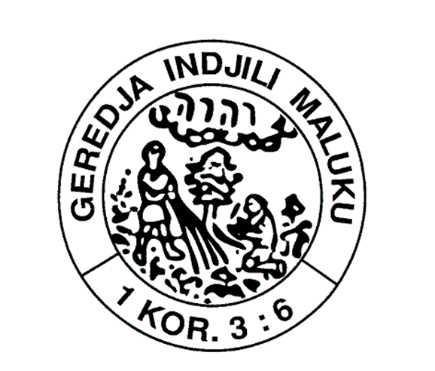 GEREDJA INDJILI MALUKU
יהוה
1 KOR. 3 : 6